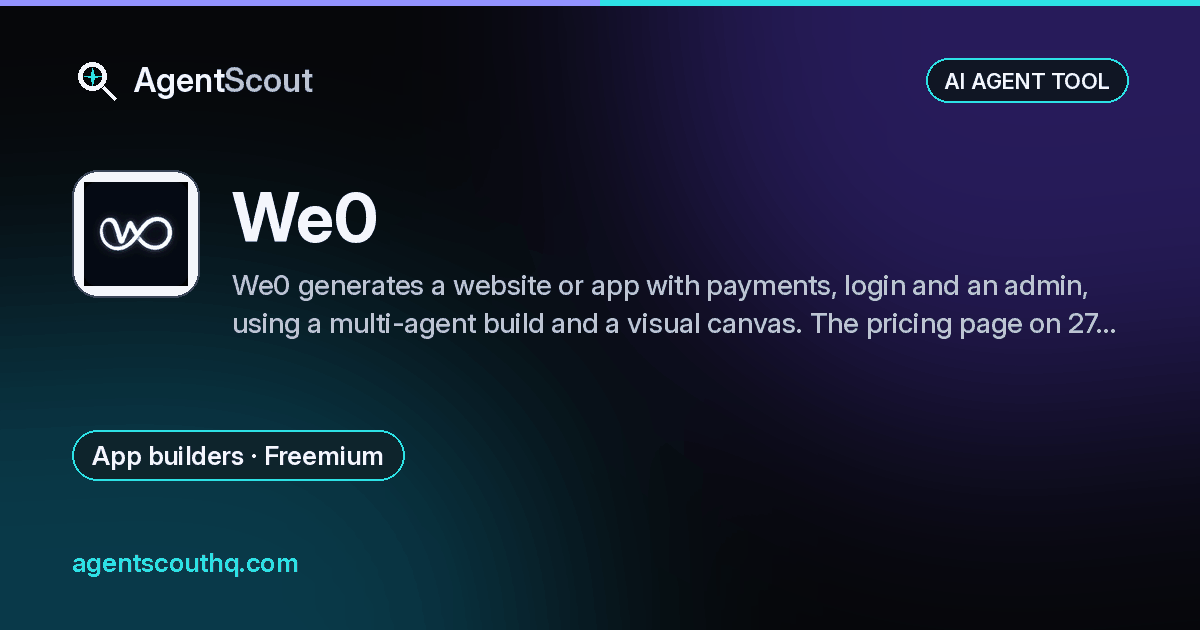 AgentScout
AI AGENT TOOL
We0
We0 generates a website or app with payments, login and an admin,
using a multi-agent build and a visual canvas. The pricing page on 27...
App builders · Freemium
agentscouthq.com